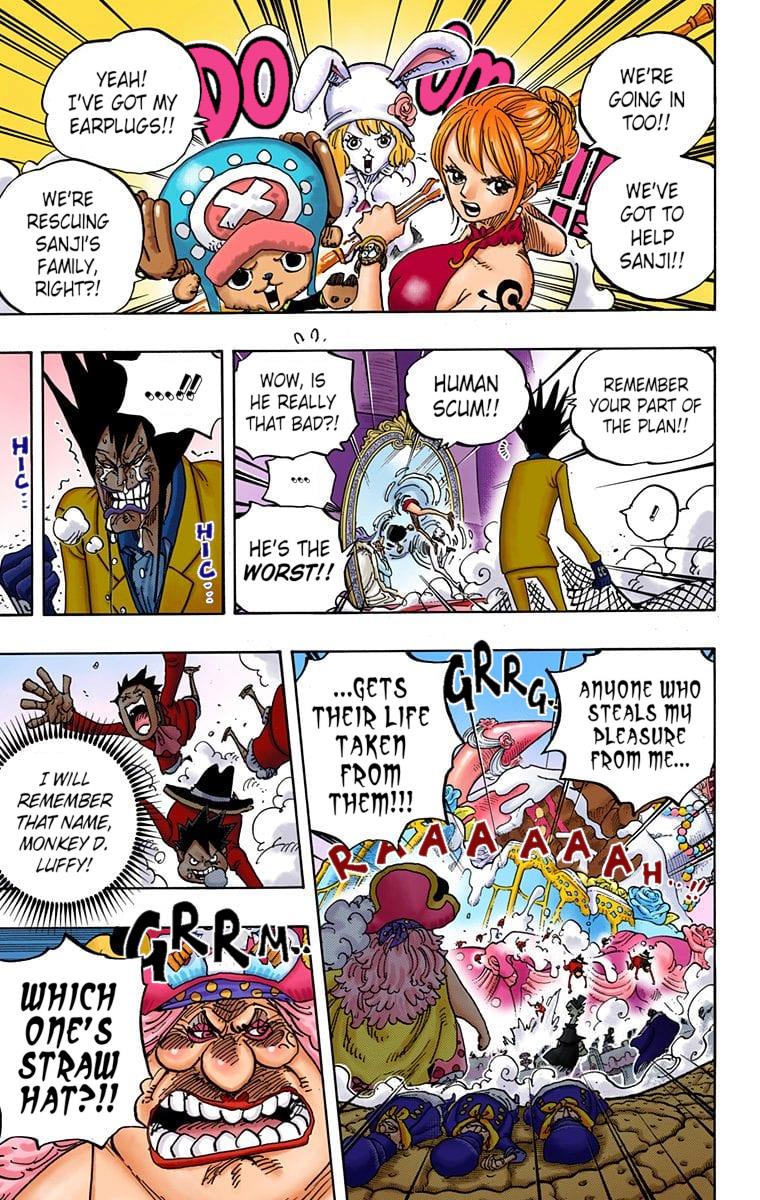 WE'RE
GOING IN
TOO!!
WE'VE
GOT TO
HELP
SANJI!!
DOOM
!!!
YEAH!
I'VE GOT MY
EARPLUGS!!
WE'RE
RESCUING
SANJI'S
FAMILY,
RIGHT?!
REMEMBER
YOUR PART OF
THE PLAN!!
!
HUMAN
SCUM!!
WOW, IS
HE REALLY
THAT BAD?!
...
HE'S THE
WORST!!
....!!
HIC...
HIC...
ANYONE WHO
STEALS MY
PLEASURE
FROM ME...
GRRG..
...GETS
THEIR LIFE
TAKEN
FROM
THEM!!!
RAAAAAAAH..!!
I WILL
REMEMBER
THAT NAME,
MONKEY D.
LUFFY!
GRRM..
WHICH
ONE'S
STRAW
HAT?!!